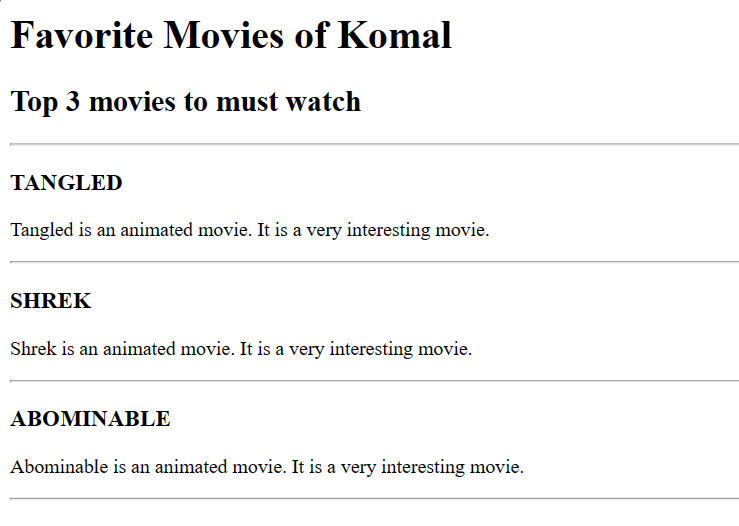 Favorite Movies of Komal
Top 3 movies to must watch
TANGLED
Tangled is an animated movie. It is a very interesting movie.
SHREK
Shrek is an animated movie. It is a very interesting movie.
ABOMINABLE
Abominable is an animated movie. It is a very interesting movie.